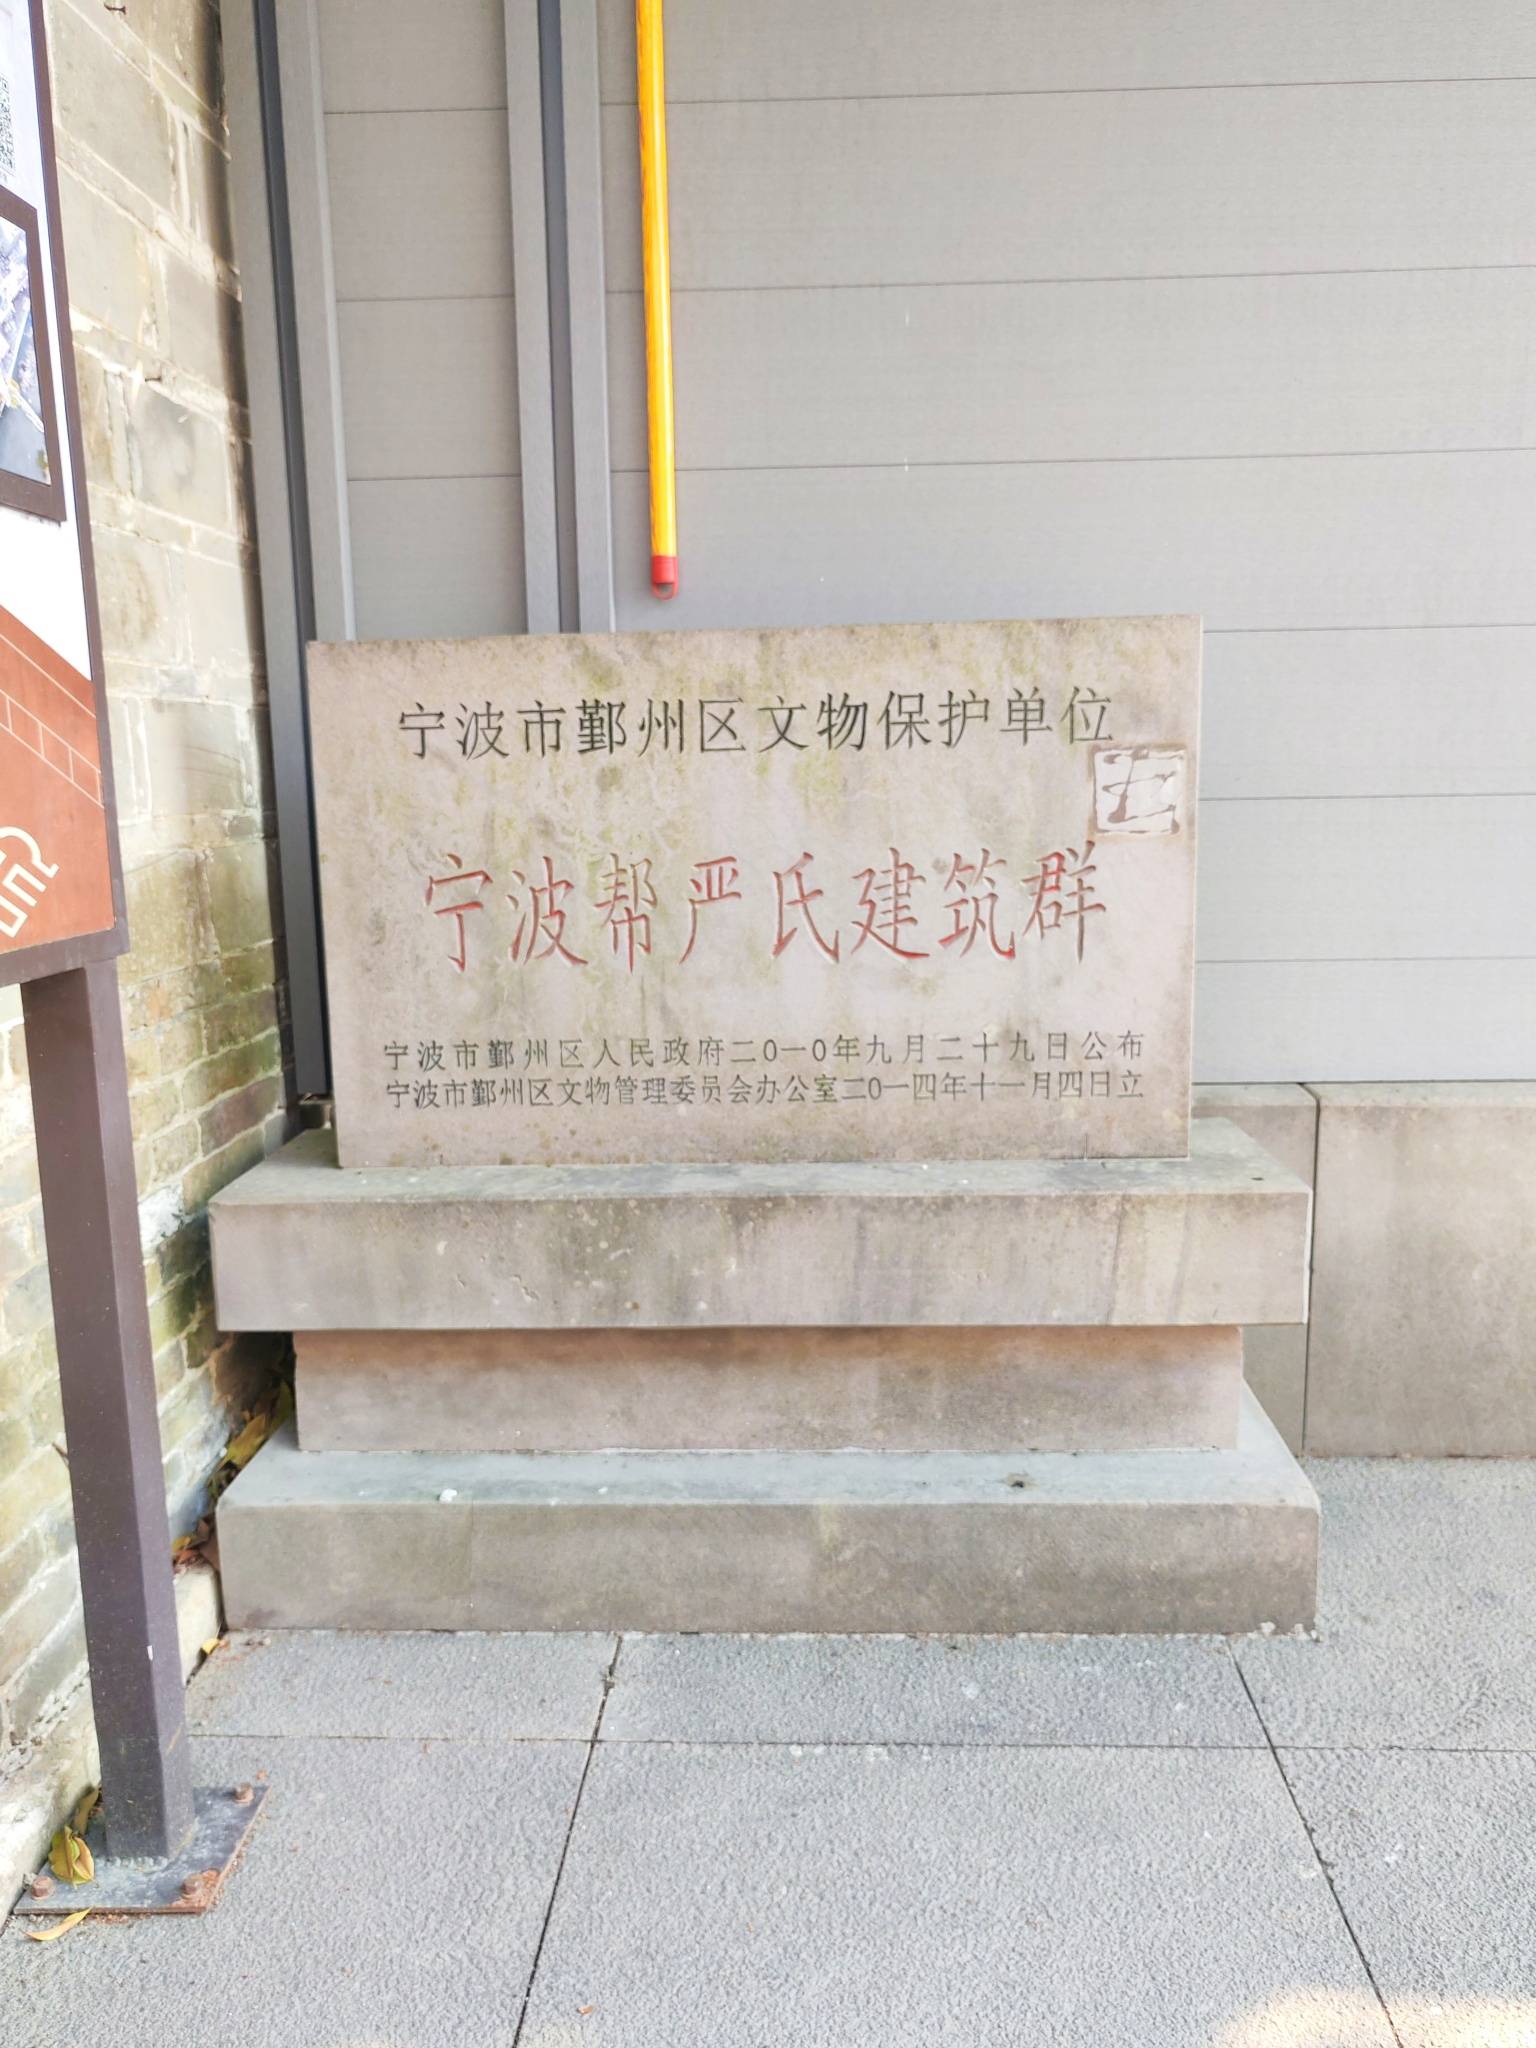 宁波市鄞州区文物保护单位
宁波帮严氏建筑群
宁波市鄞州区人民政府二〇一〇年九月二十九日公布
宁波市鄞州区文物管理委员会办公室二〇一四年十一月四日立